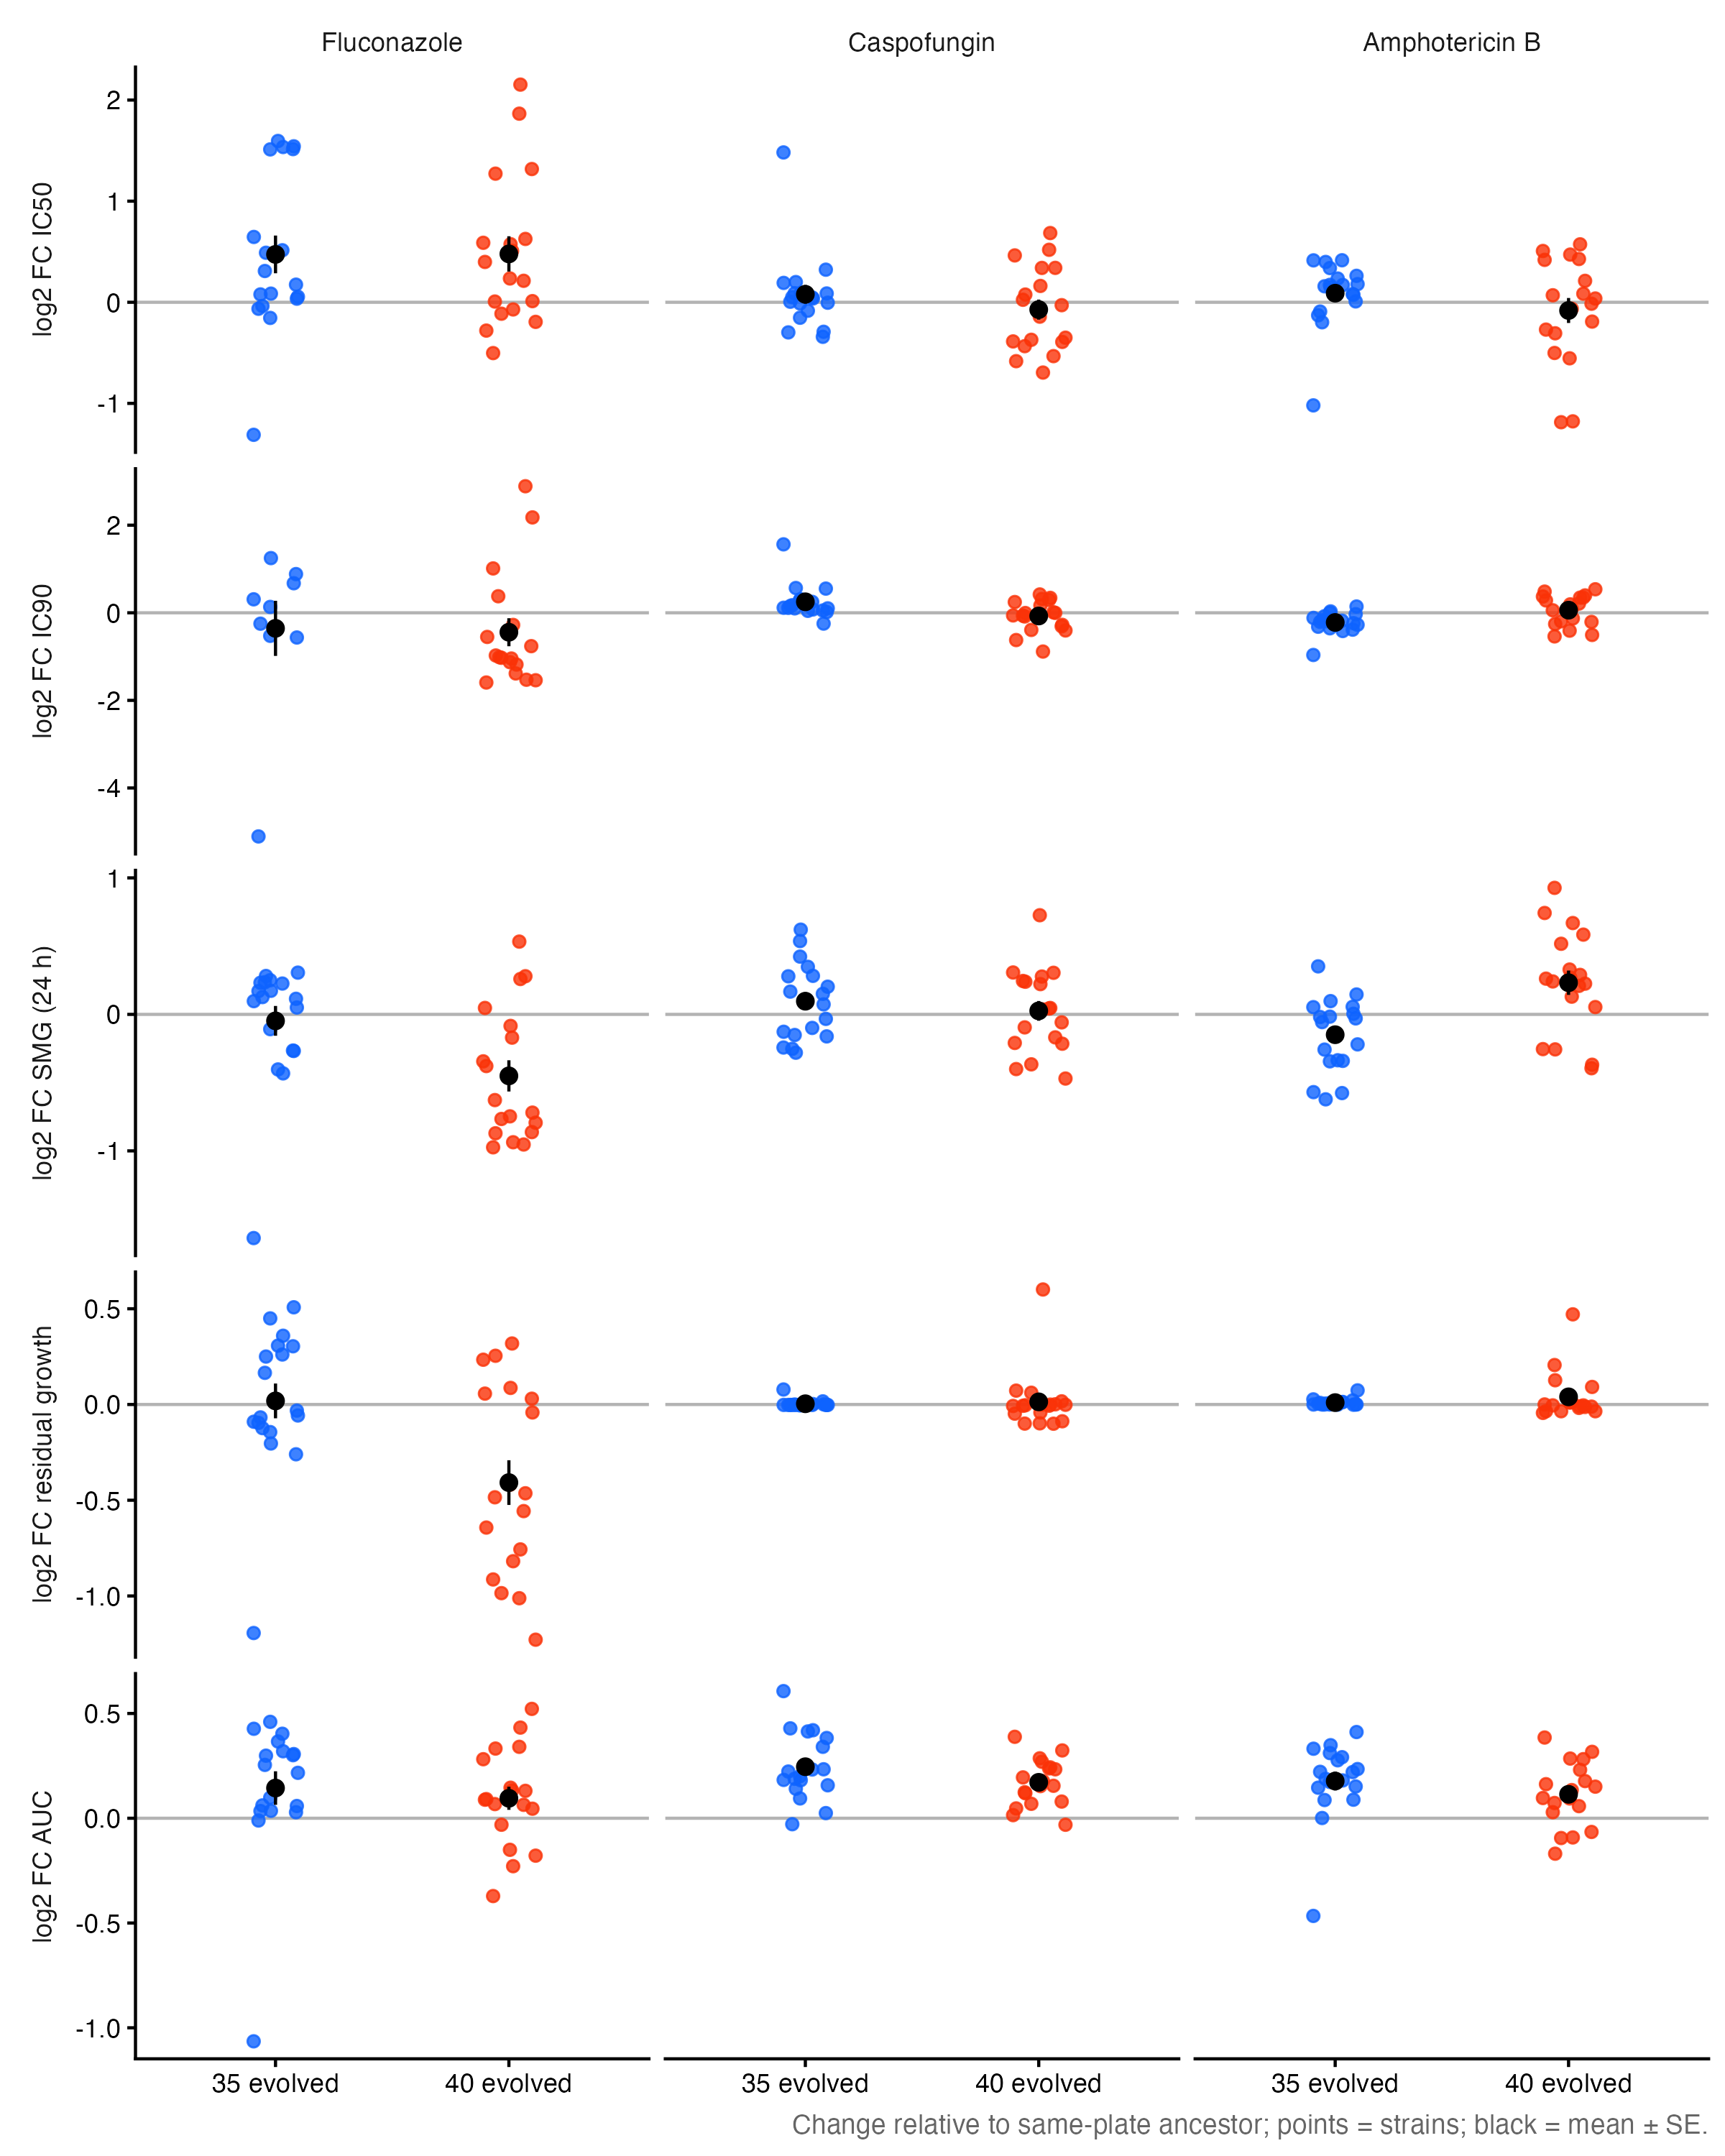 Fluconazole Caspofungin Amphotericin B
log2 FC IC50
2
1
0
-1
log2 FC IC90
2
0
-2
-4
log2 FC SMG (24 h)
1
0
-1
log2 FC residual growth
0.5
0.0
-0.5
-1.0
log2 FC AUC
0.5
0.0
-0.5
-1.0
35 evolved 40 evolved 35 evolved 40 evolved 35 evolved 40 evolved
Change relative to same-plate ancestor; points = strains; black = mean ± SE.